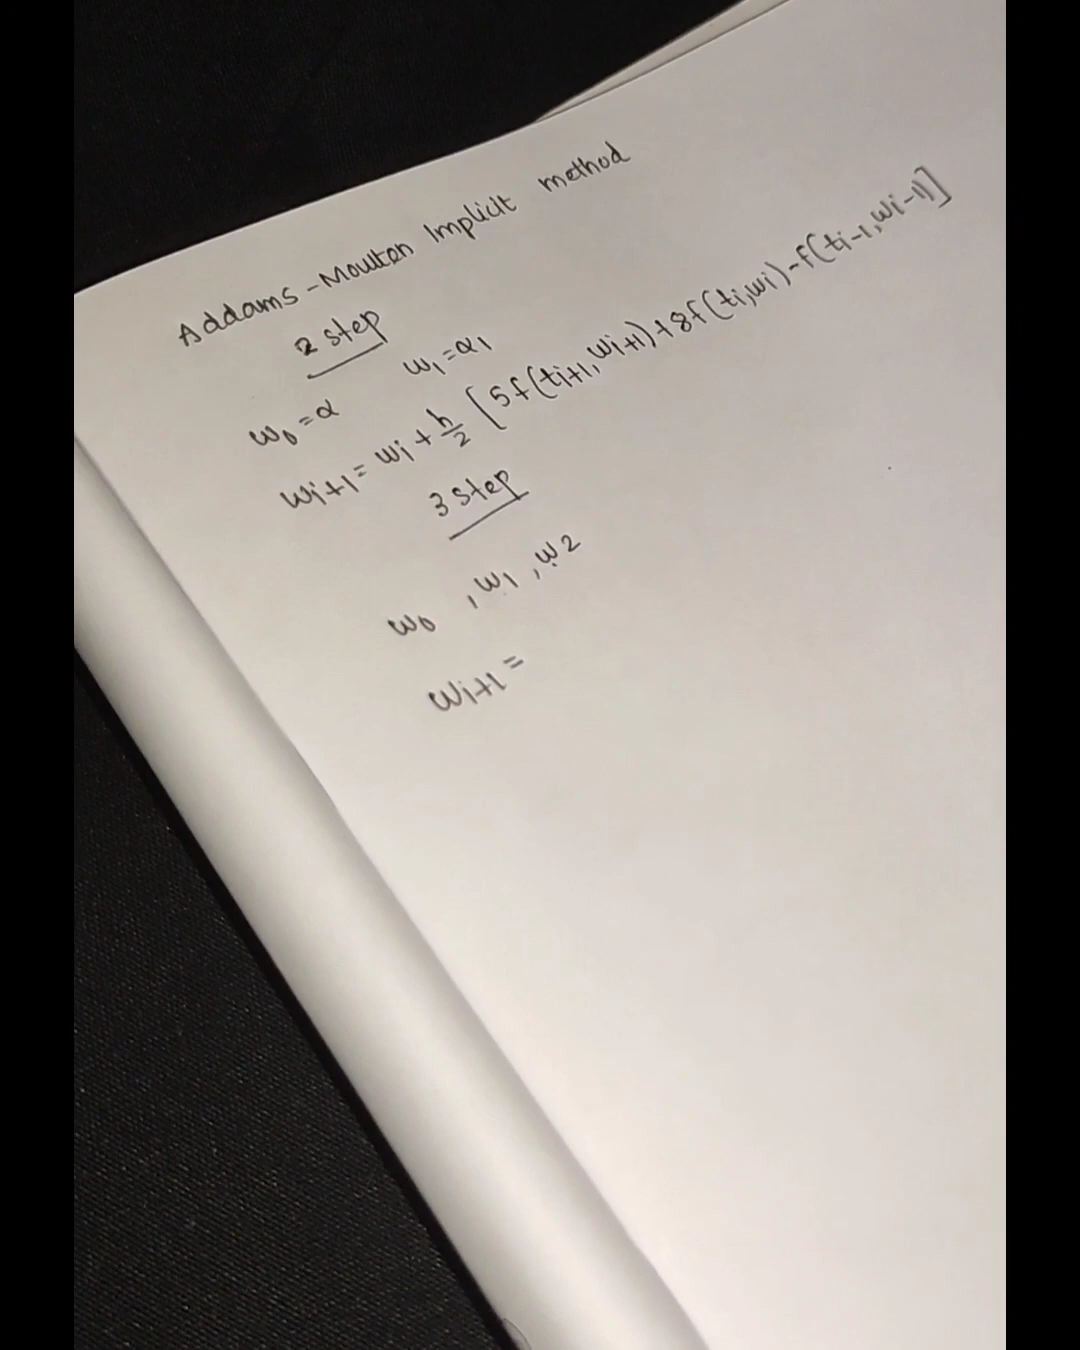 Addams-Moulton Implicit method
2 step
w₀=α w₁=α₁
wi+1= wi + h/2 [5f(ti+1,wi+1)+8f(ti,wi)-f(ti-1,wi-1)]
3 step
w₀ , w₁ , w2
wi+1=